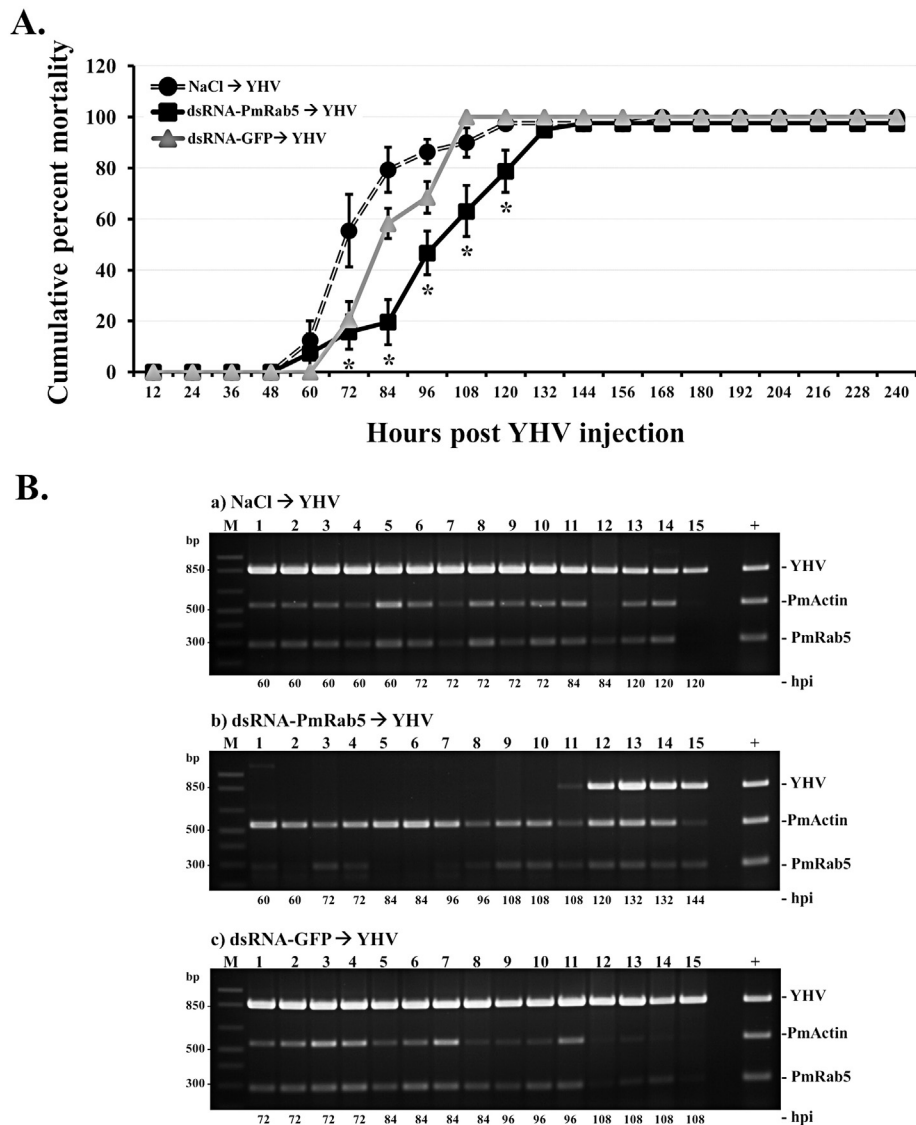 A.
Cumulative percent mortality
120
100
80
60
40
20
0
NaCl → YHV
dsRNA-PmRab5 → YHV
dsRNA-GFP → YHV
* * * * * *
12 24 36 48 60 72 84 96 108 120 132 144 156 168 180 192 204 216 228 240
Hours post YHV injection
B.
a) NaCl → YHV
M 1 2 3 4 5 6 7 8 9 10 11 12 13 14 15 +
bp
850
500
300
- YHV
- PmActin
- PmRab5
60 60 60 60 60 72 72 72 72 72 84 84 120 120 120 - hpi
b) dsRNA-PmRab5 → YHV
M 1 2 3 4 5 6 7 8 9 10 11 12 13 14 15 +
bp
850
500
300
- YHV
-PmActin
- PmRab5
60 60 72 72 84 84 96 96 108 108 108 120 132 132 144 - hpi
c) dsRNA-GFP → YHV
M 1 2 3 4 5 6 7 8 9 10 11 12 13 14 15 +
bp
850
500
300
- YHV
PmActin
- PmRab5
72 72 72 72 84 84 84 84 96 96 96 108 108 108 108 - hpi